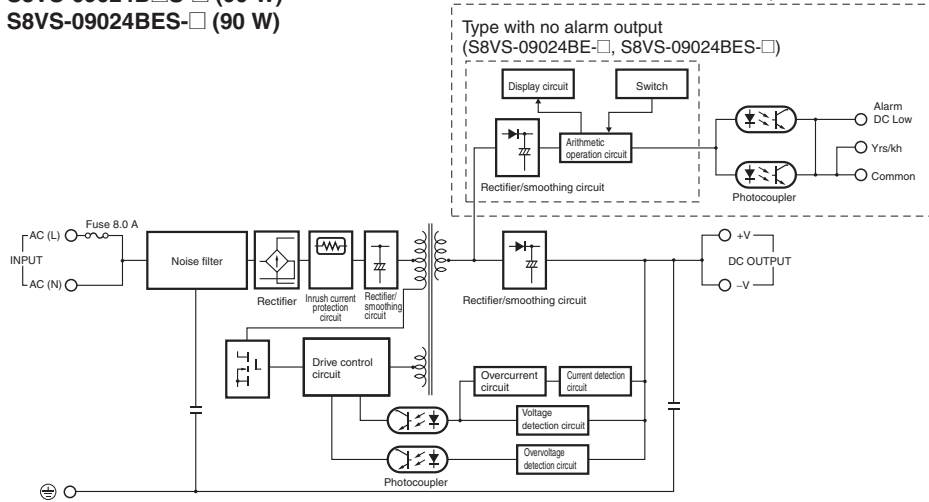 S8VS-09024BES-□ (90 W)
Type with no alarm output
(S8VS-09024BE-□, S8VS-09024BES-□)
Display circuit
Switch
Alarm
DC Low
Arithmetic
operation circuit
Yrs/kh
Rectifier/smoothing circuit
Common
Photocoupler
AC (L)
Fuse 8.0 A
INPUT
AC (N)
Noise filter
Rectifier
Inrush current
protection
circuit
Rectifier/
smoothing
circuit
Rectifier/smoothing circuit
+V
DC OUTPUT
−V
Drive control
circuit
Overcurrent
circuit
Current detection
circuit
Voltage
detection circuit
Overvoltage
detection circuit
Photocoupler